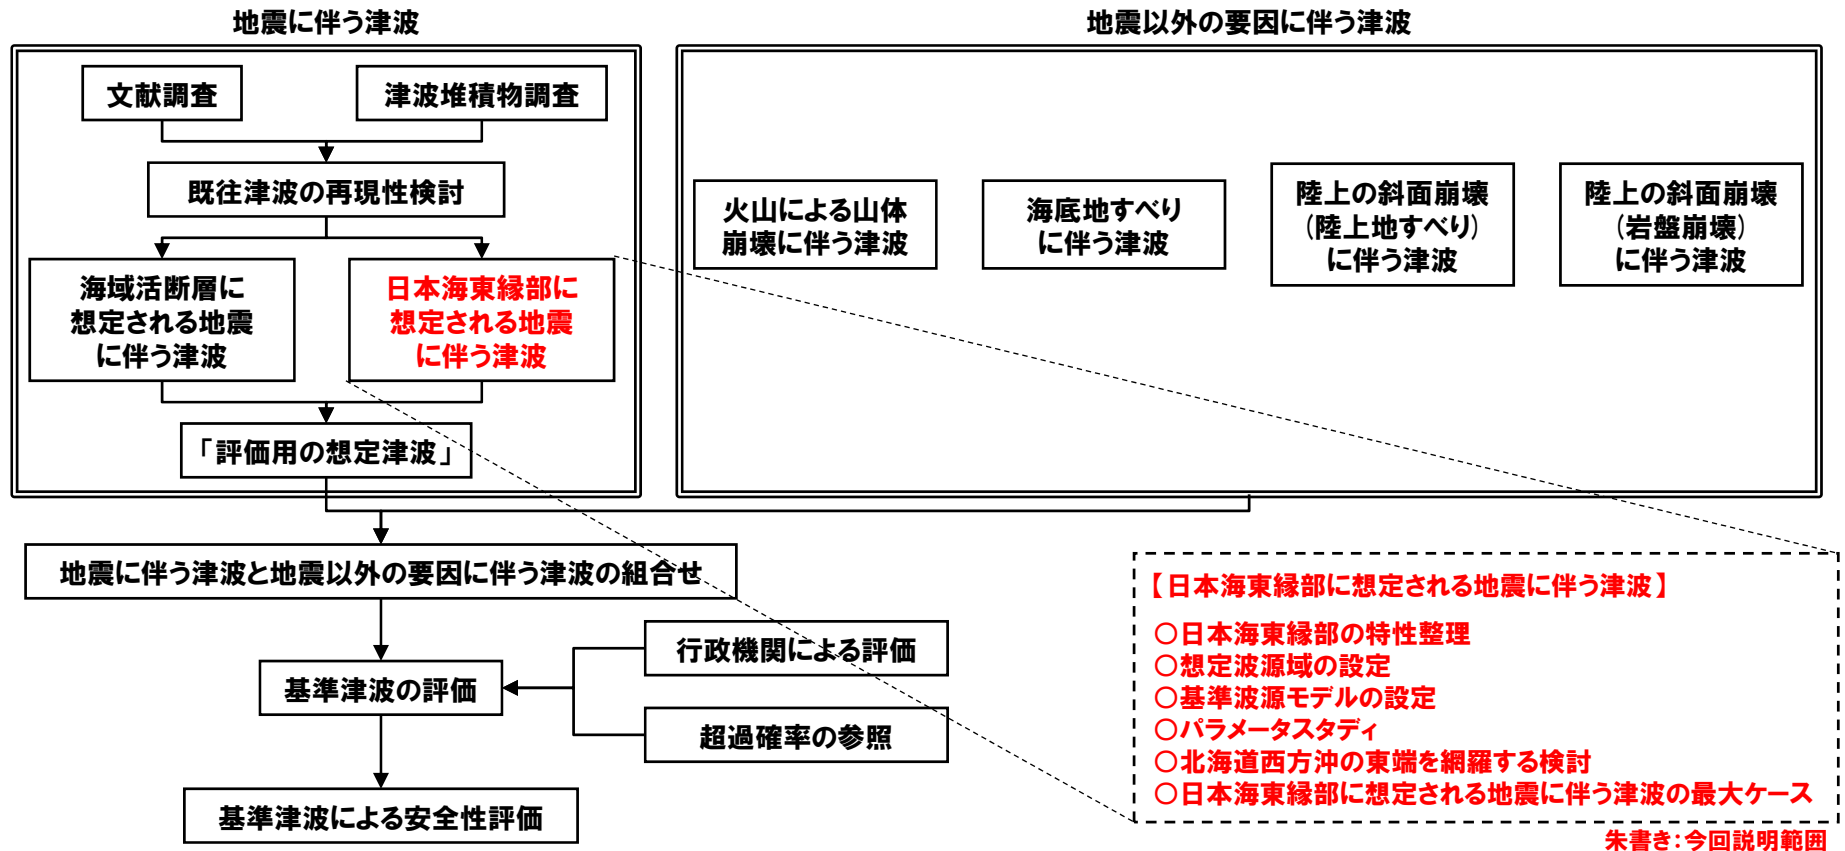 地震に伴う津波
文献調査
津波堆積物調査
既往津波の再現性検討
海域活断層に
想定される地震
に伴う津波
日本海東縁部に
想定される地震
に伴う津波
「評価用の想定津波」
地震以外の要因に伴う津波
火山による山体
崩壊に伴う津波
海底地すべり
に伴う津波
陸上の斜面崩壊
(陸上地すべり)
に伴う津波
陸上の斜面崩壊
(岩盤崩壊)
に伴う津波
地震に伴う津波と地震以外の要因に伴う津波の組合せ
基準津波の評価
行政機関による評価
超過確率の参照
基準津波による安全性評価
【日本海東縁部に想定される地震に伴う津波】
○日本海東縁部の特性整理
○想定波源域の設定
○基準波源モデルの設定
○パラメータスタディ
○北海道西方沖の東端を網羅する検討
○日本海東縁部に想定される地震に伴う津波の最大ケース
朱書き:今回説明範囲